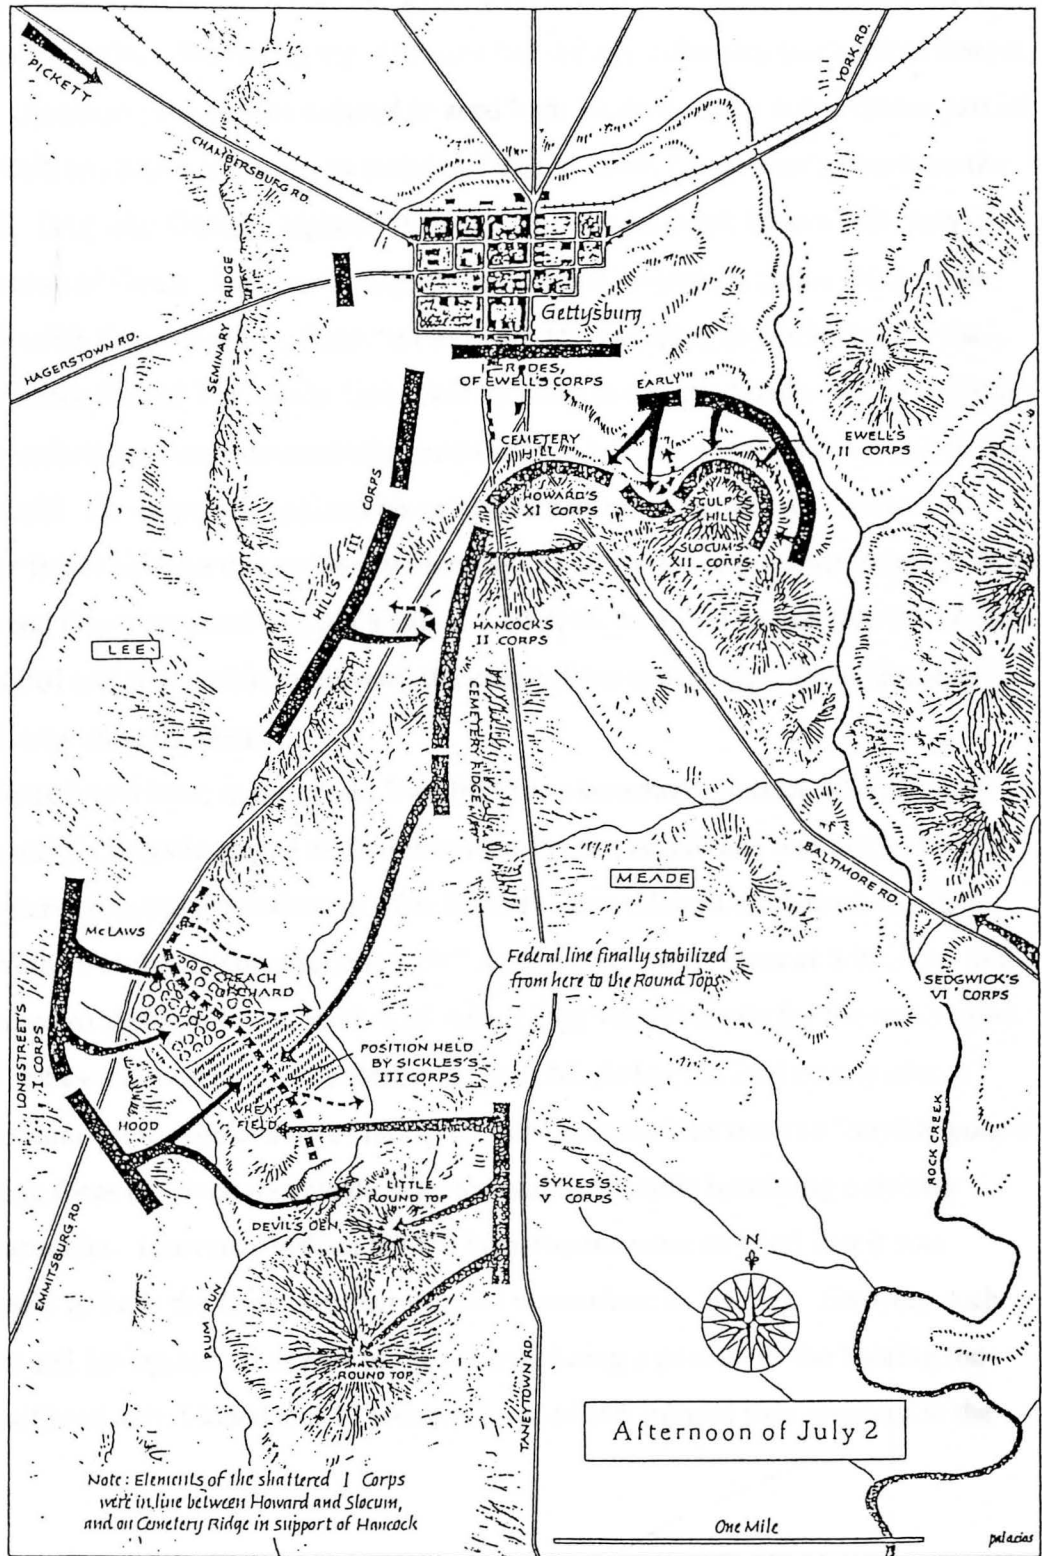 PICKETT
YORK RD.
CHAMBERSBURG RD.
SEMINARY RIDGE
HAGERSTOWN RD.
Gettysburg
RODES,
OF EWELL'S CORPS
EARLY
EWELL'S
II CORPS
CEMETERY
HILL
HOWARD'S
XI CORPS
CULP'S
HILL
SLOCUM'S
XII CORPS
HILL'S III CORPS
HANCOCK'S
II CORPS
LEE
CEMETERY RIDGE
MEADE
BALTIMORE RD.
McLAWS
PEACH
ORCHARD
Federal line finally stabilized
from here to the Round Tops
SEDGWICK'S
VI CORPS
LONGSTREET'S
I CORPS
POSITION HELD
BY SICKLES'S
III CORPS
HOOD
WHEAT
FIELD
ROCK CREEK
LITTLE
ROUND TOP
SYKES'S
V CORPS
DEVIL'S DEN
EMMITSBURG RD.
PLUM RUN
N
ROUND TOP
TANEYTOWN RD.
Afternoon of July 2
Note: Elements of the shattered I Corps
were in line between Howard and Slocum,
and on Cemetery Ridge in support of Hancock
One Mile
palacios